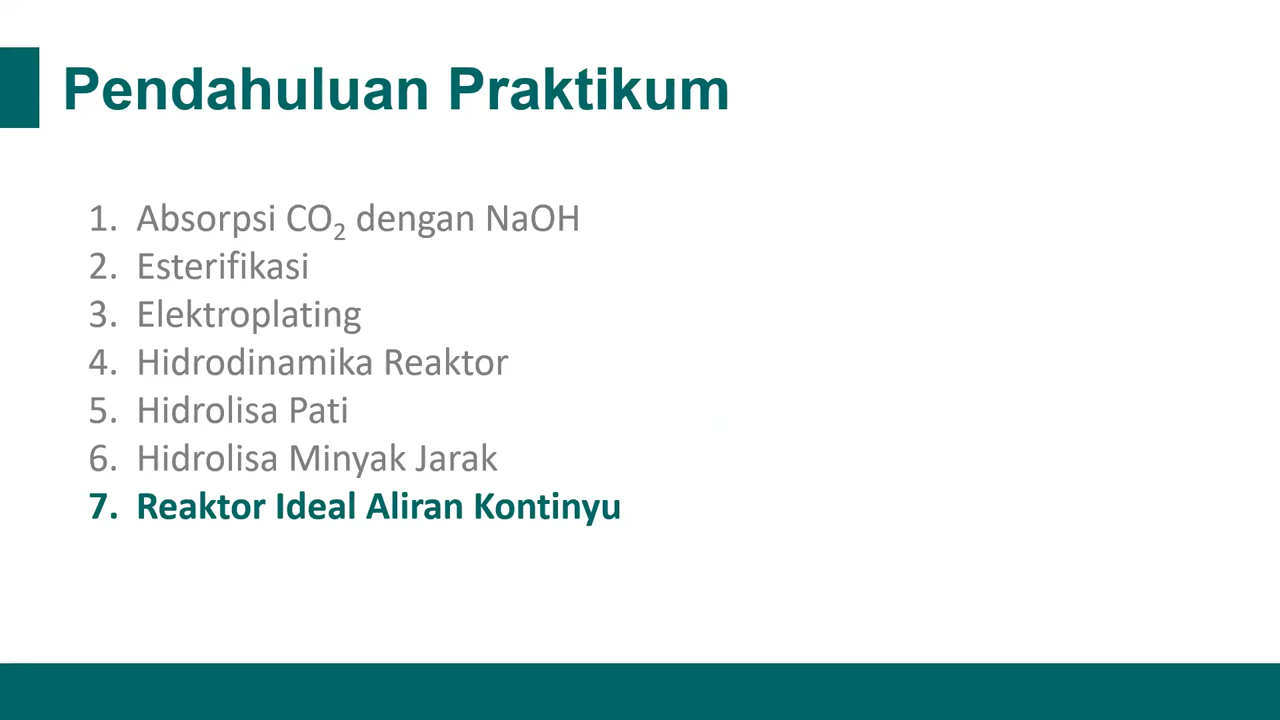 Pendahuluan Praktikum
1. Absorpsi CO₂ dengan NaOH
2. Esterifikasi
3. Elektroplating
4. Hidrodinamika Reaktor
5. Hidrolisa Pati
6. Hidrolisa Minyak Jarak
7. Reaktor Ideal Aliran Kontinyu